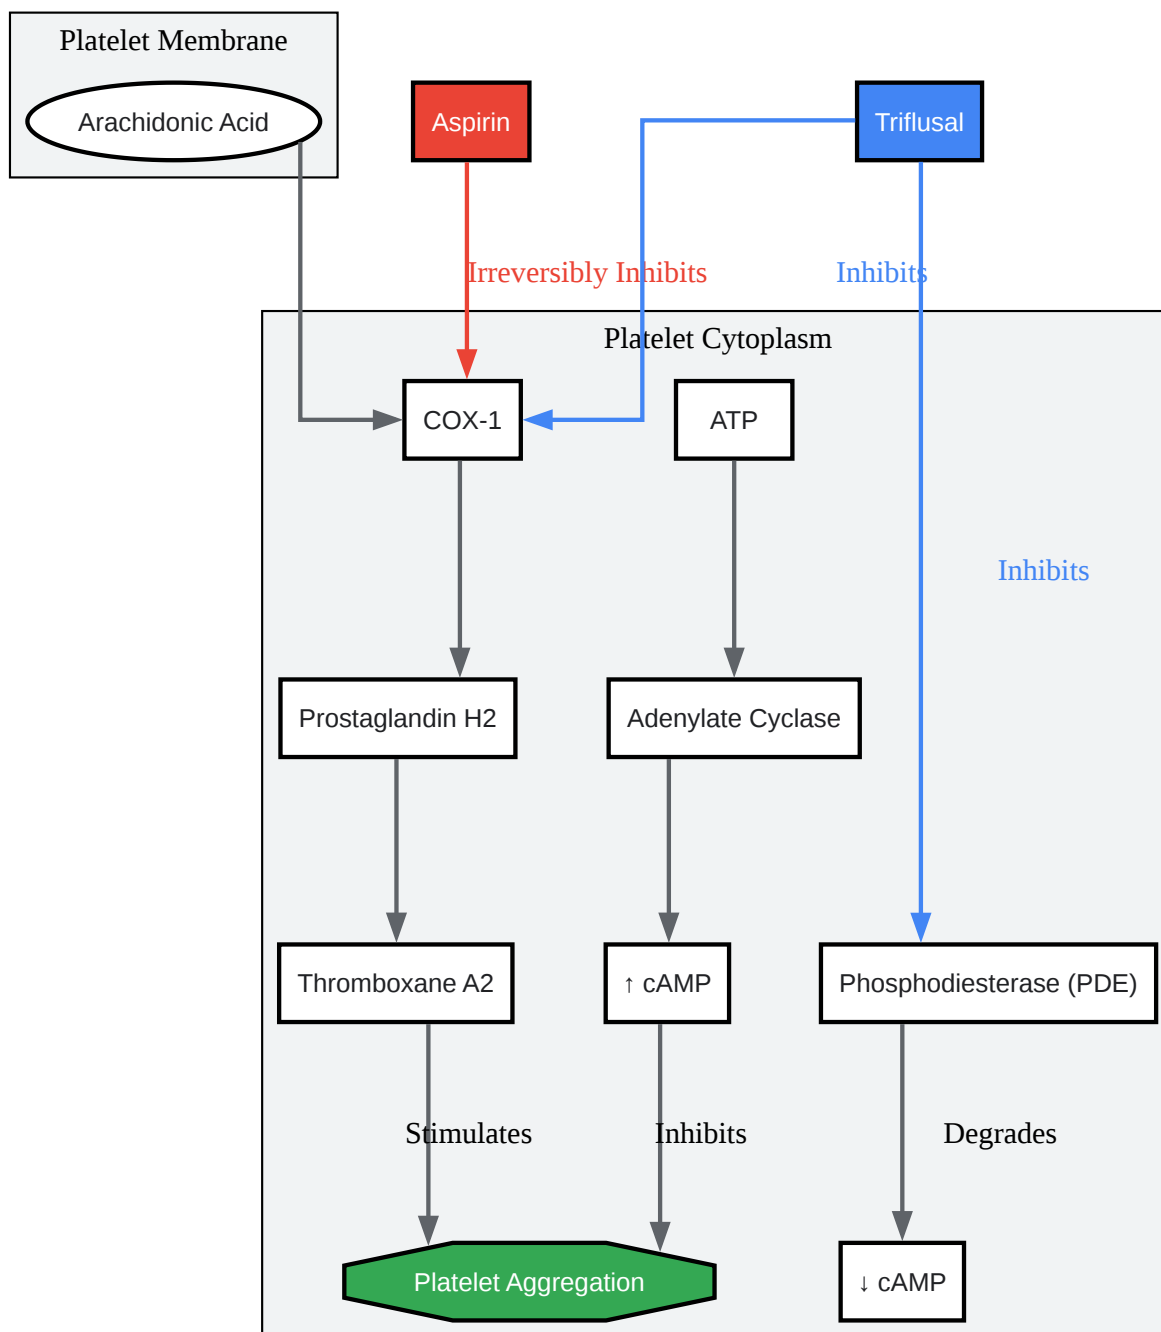 Platelet Membrane
Arachidonic Acid
Aspirin
Triflusal
Irreversibly Inhibits
Inhibits
Platelet Cytoplasm
COX-1
ATP
Inhibits
Prostaglandin H2
Adenylate Cyclase
Thromboxane A2
↑ cAMP
Phosphodiesterase (PDE)
Stimulates
Inhibits
Degrades
Platelet Aggregation
↓ cAMP